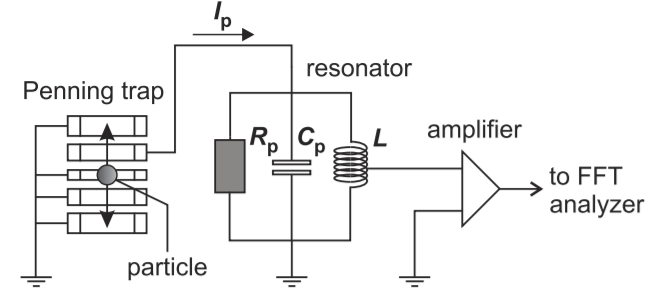 Ip
Penning trap
resonator
Rp
Cp
L
amplifier
to FFT
analyzer
particle